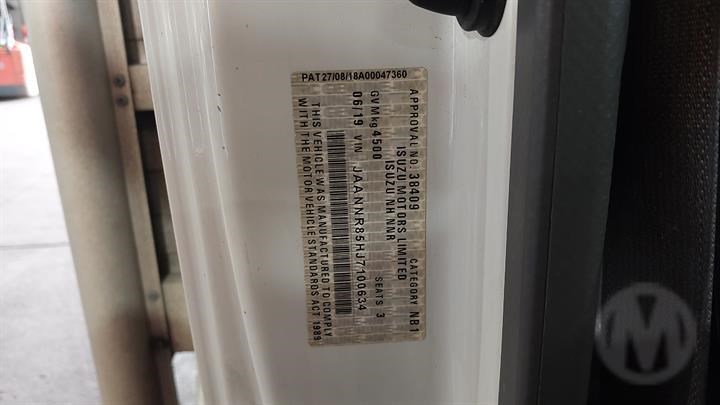 APPROVAL NO. 38409 CATEGORY NB1
ISUZU MOTORS LIMITED
ISUZU NH NNR
GVM kg 4500 SEATS 3
06/19 VIN JAANNR85HJ7100634
THIS VEHICLE WAS MANUFACTURED TO COMPLY
WITH THE MOTOR VEHICLE STANDARDS ACT 1989
PAT27/08/18A00047360
M